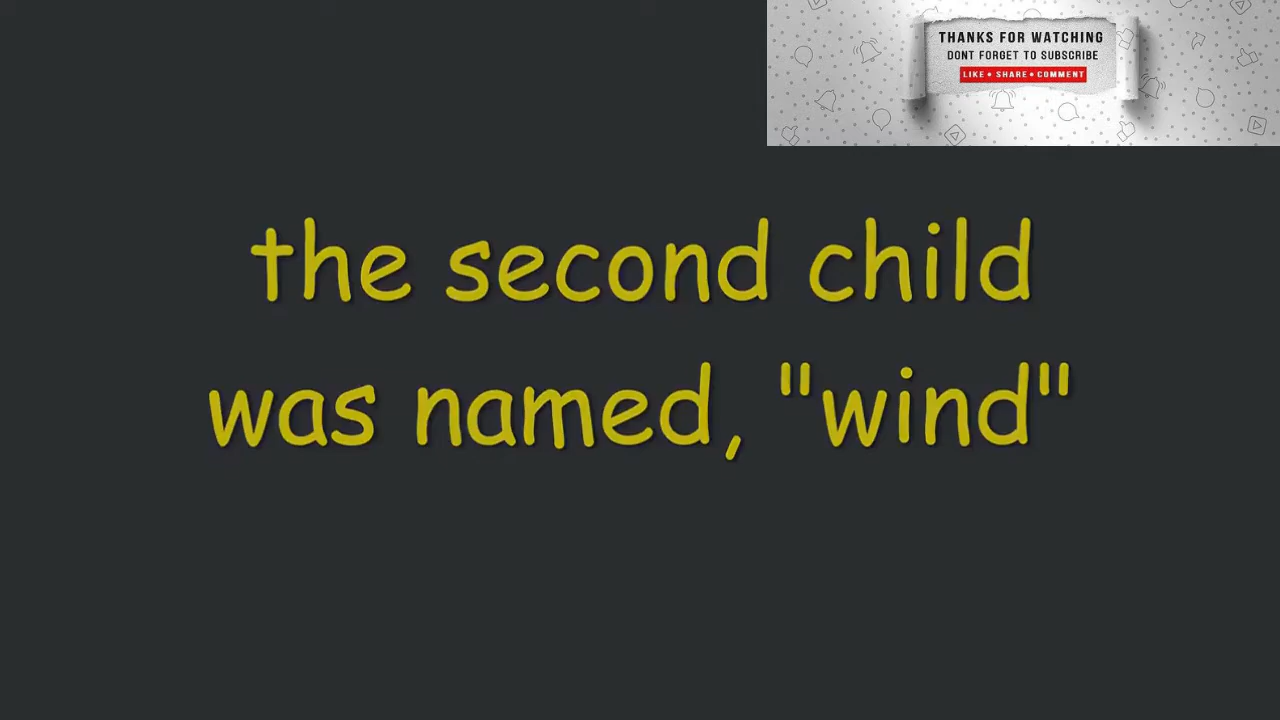 THANKS FOR WATCHING
DONT FORGET TO SUBSCRIBE
LIKE • SHARE • COMMENT
the second child
was named, "wind"